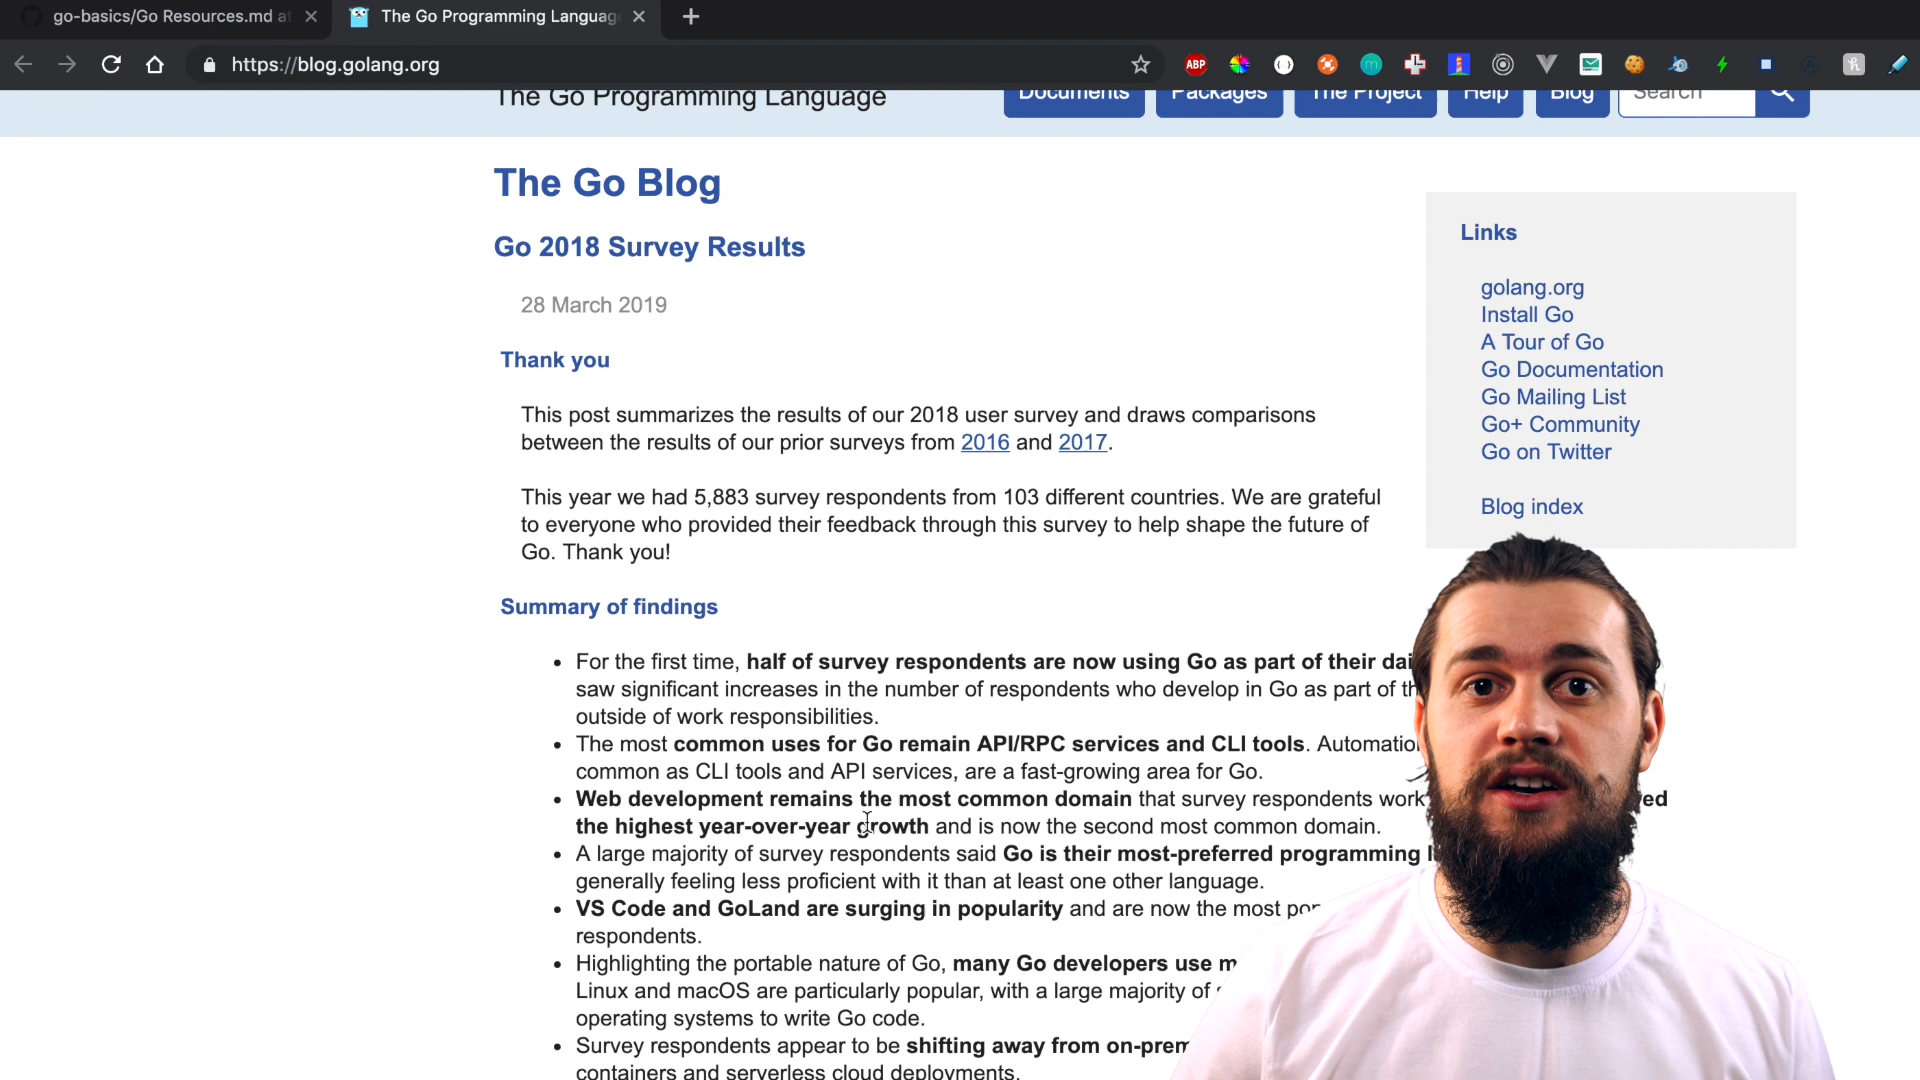 go-basics/Go Resources.md at
The Go Programming Languag
https://blog.golang.org
ABP
The Go Programming Language
Documents
Packages
The Project
Help
Blog
Search
The Go Blog
Go 2018 Survey Results
28 March 2019
Thank you
This post summarizes the results of our 2018 user survey and draws comparisons
between the results of our prior surveys from 2016 and 2017.
This year we had 5,883 survey respondents from 103 different countries. We are grateful
to everyone who provided their feedback through this survey to help shape the future of
Go. Thank you!
Summary of findings
• For the first time, half of survey respondents are now using Go as part of their dai
saw significant increases in the number of respondents who develop in Go as part of th
outside of work responsibilities.
• The most common uses for Go remain API/RPC services and CLI tools. Automatio
common as CLI tools and API services, are a fast-growing area for Go.
• Web development remains the most common domain that survey respondents work ed
the highest year-over-year growth and is now the second most common domain.
• A large majority of survey respondents said Go is their most-preferred programming l
generally feeling less proficient with it than at least one other language.
• VS Code and GoLand are surging in popularity and are now the most pop
respondents.
• Highlighting the portable nature of Go, many Go developers use m
Linux and macOS are particularly popular, with a large majority of
operating systems to write Go code.
• Survey respondents appear to be shifting away from on-prem
containers and serverless cloud deployments.
Links
golang.org
Install Go
A Tour of Go
Go Documentation
Go Mailing List
Go+ Community
Go on Twitter
Blog index